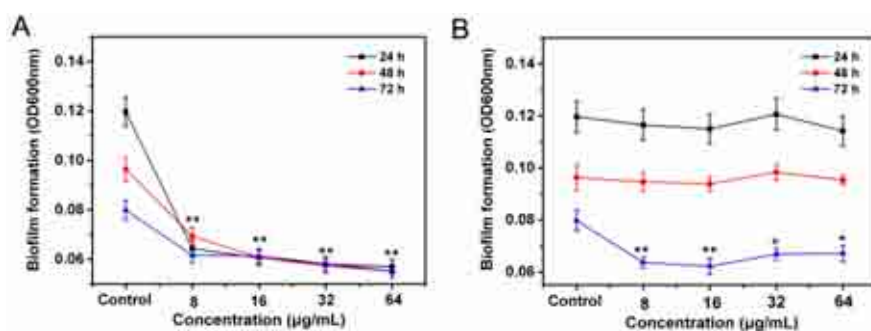 A
Biofilm formation (OD600nm)
0.14
0.12
0.10
0.08
0.06
24 h
48 h
72 h
**
**
**
**
Control
8
16
32
64
Concentration (µg/mL)
B
Biofilm formation (OD600nm)
0.14
0.12
0.10
0.08
0.06
24 h
48 h
72 h
**
**
*
*
Control
8
16
32
64
Concentration (µg/mL)